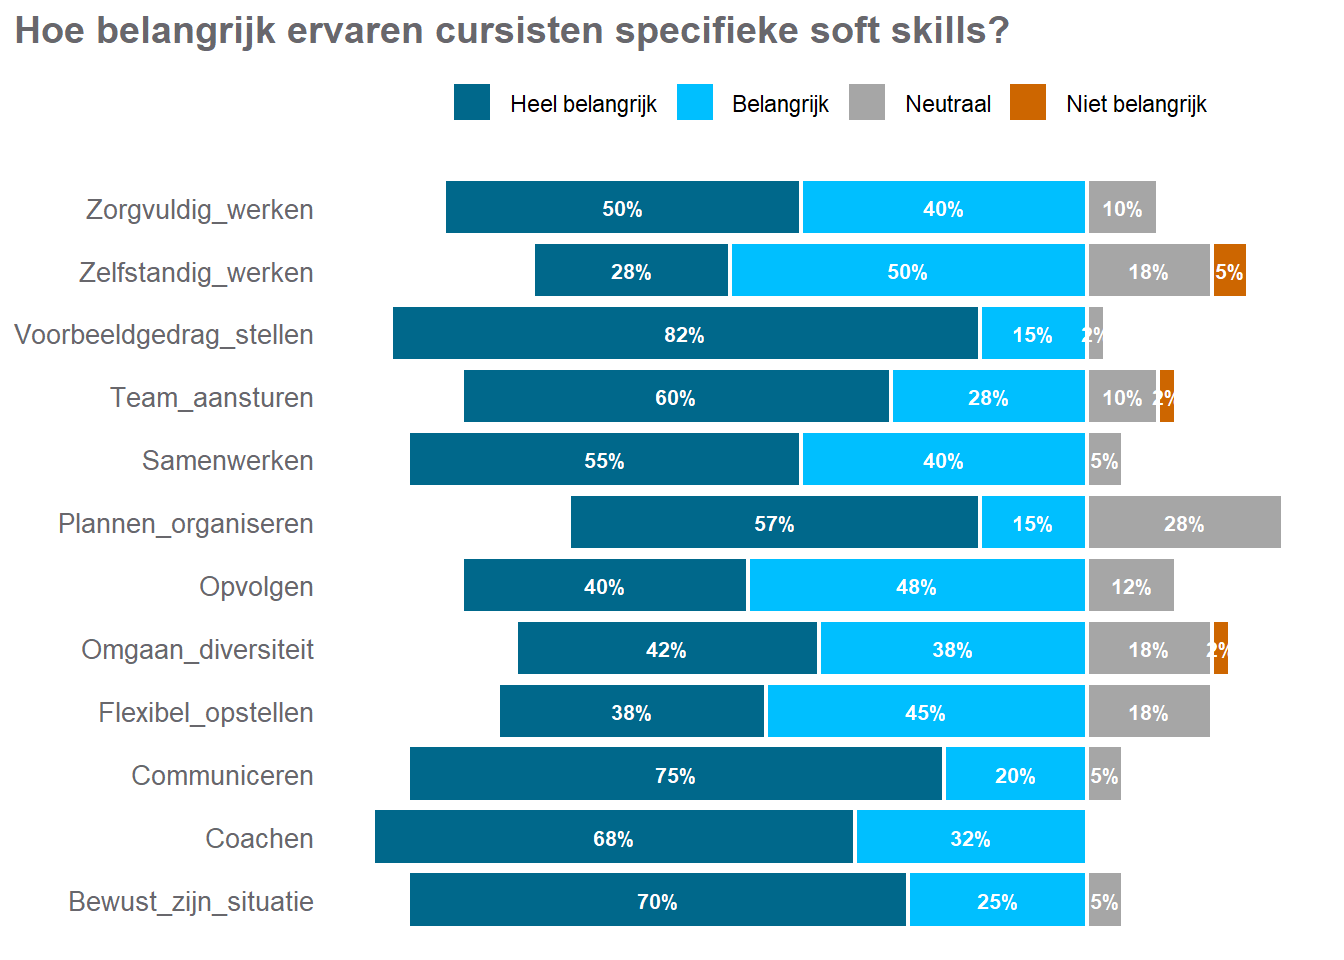 Hoe belangrijk ervaren cursisten specifieke soft skills?
Heel belangrijk Belangrijk Neutraal Niet belangrijk
Zorgvuldig_werken 50% 40% 10%
Zelfstandig_werken 28% 50% 18% 5%
Voorbeeldgedrag_stellen 82% 15% 2%
Team_aansturen 60% 28% 10% 2%
Samenwerken 55% 40% 5%
Plannen_organiseren 57% 15% 28%
Opvolgen 40% 48% 12%
Omgaan_diversiteit 42% 38% 18% 2%
Flexibel_opstellen 38% 45% 18%
Communiceren 75% 20% 5%
Coachen 68% 32%
Bewust_zijn_situatie 70% 25% 5%